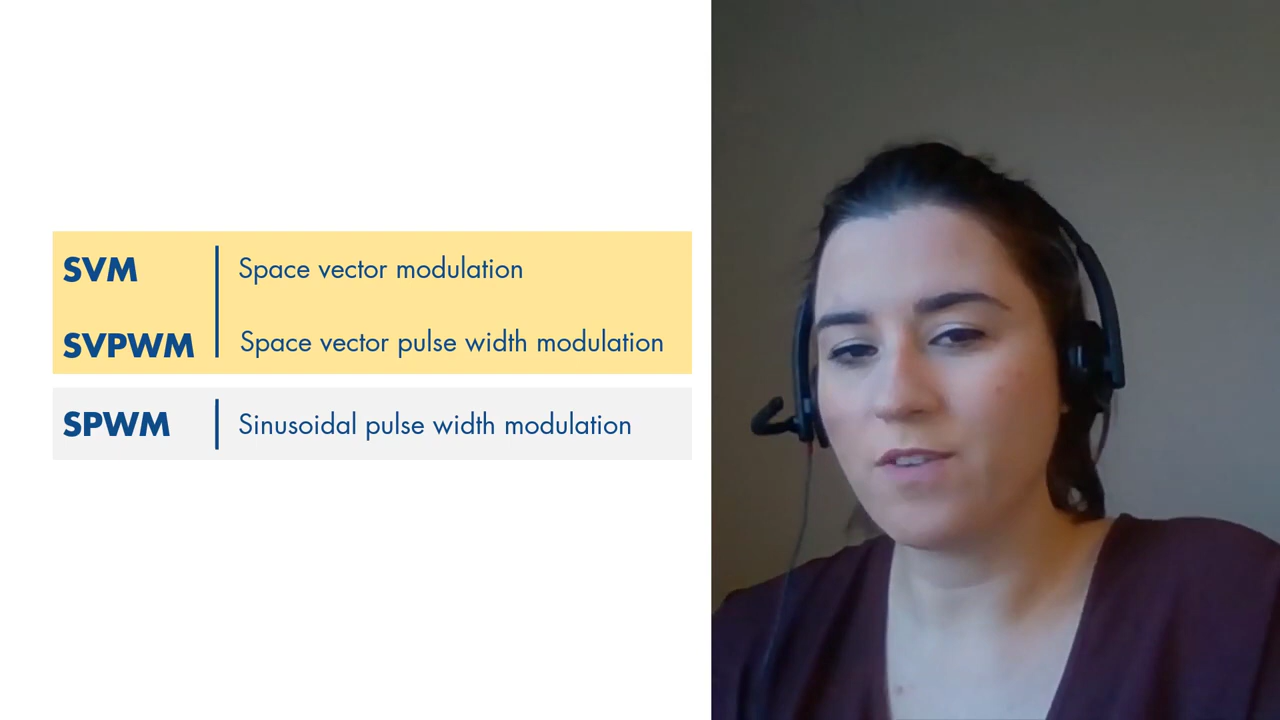 SVM Space vector modulation
SVPWM Space vector pulse width modulation
SPWM Sinusoidal pulse width modulation